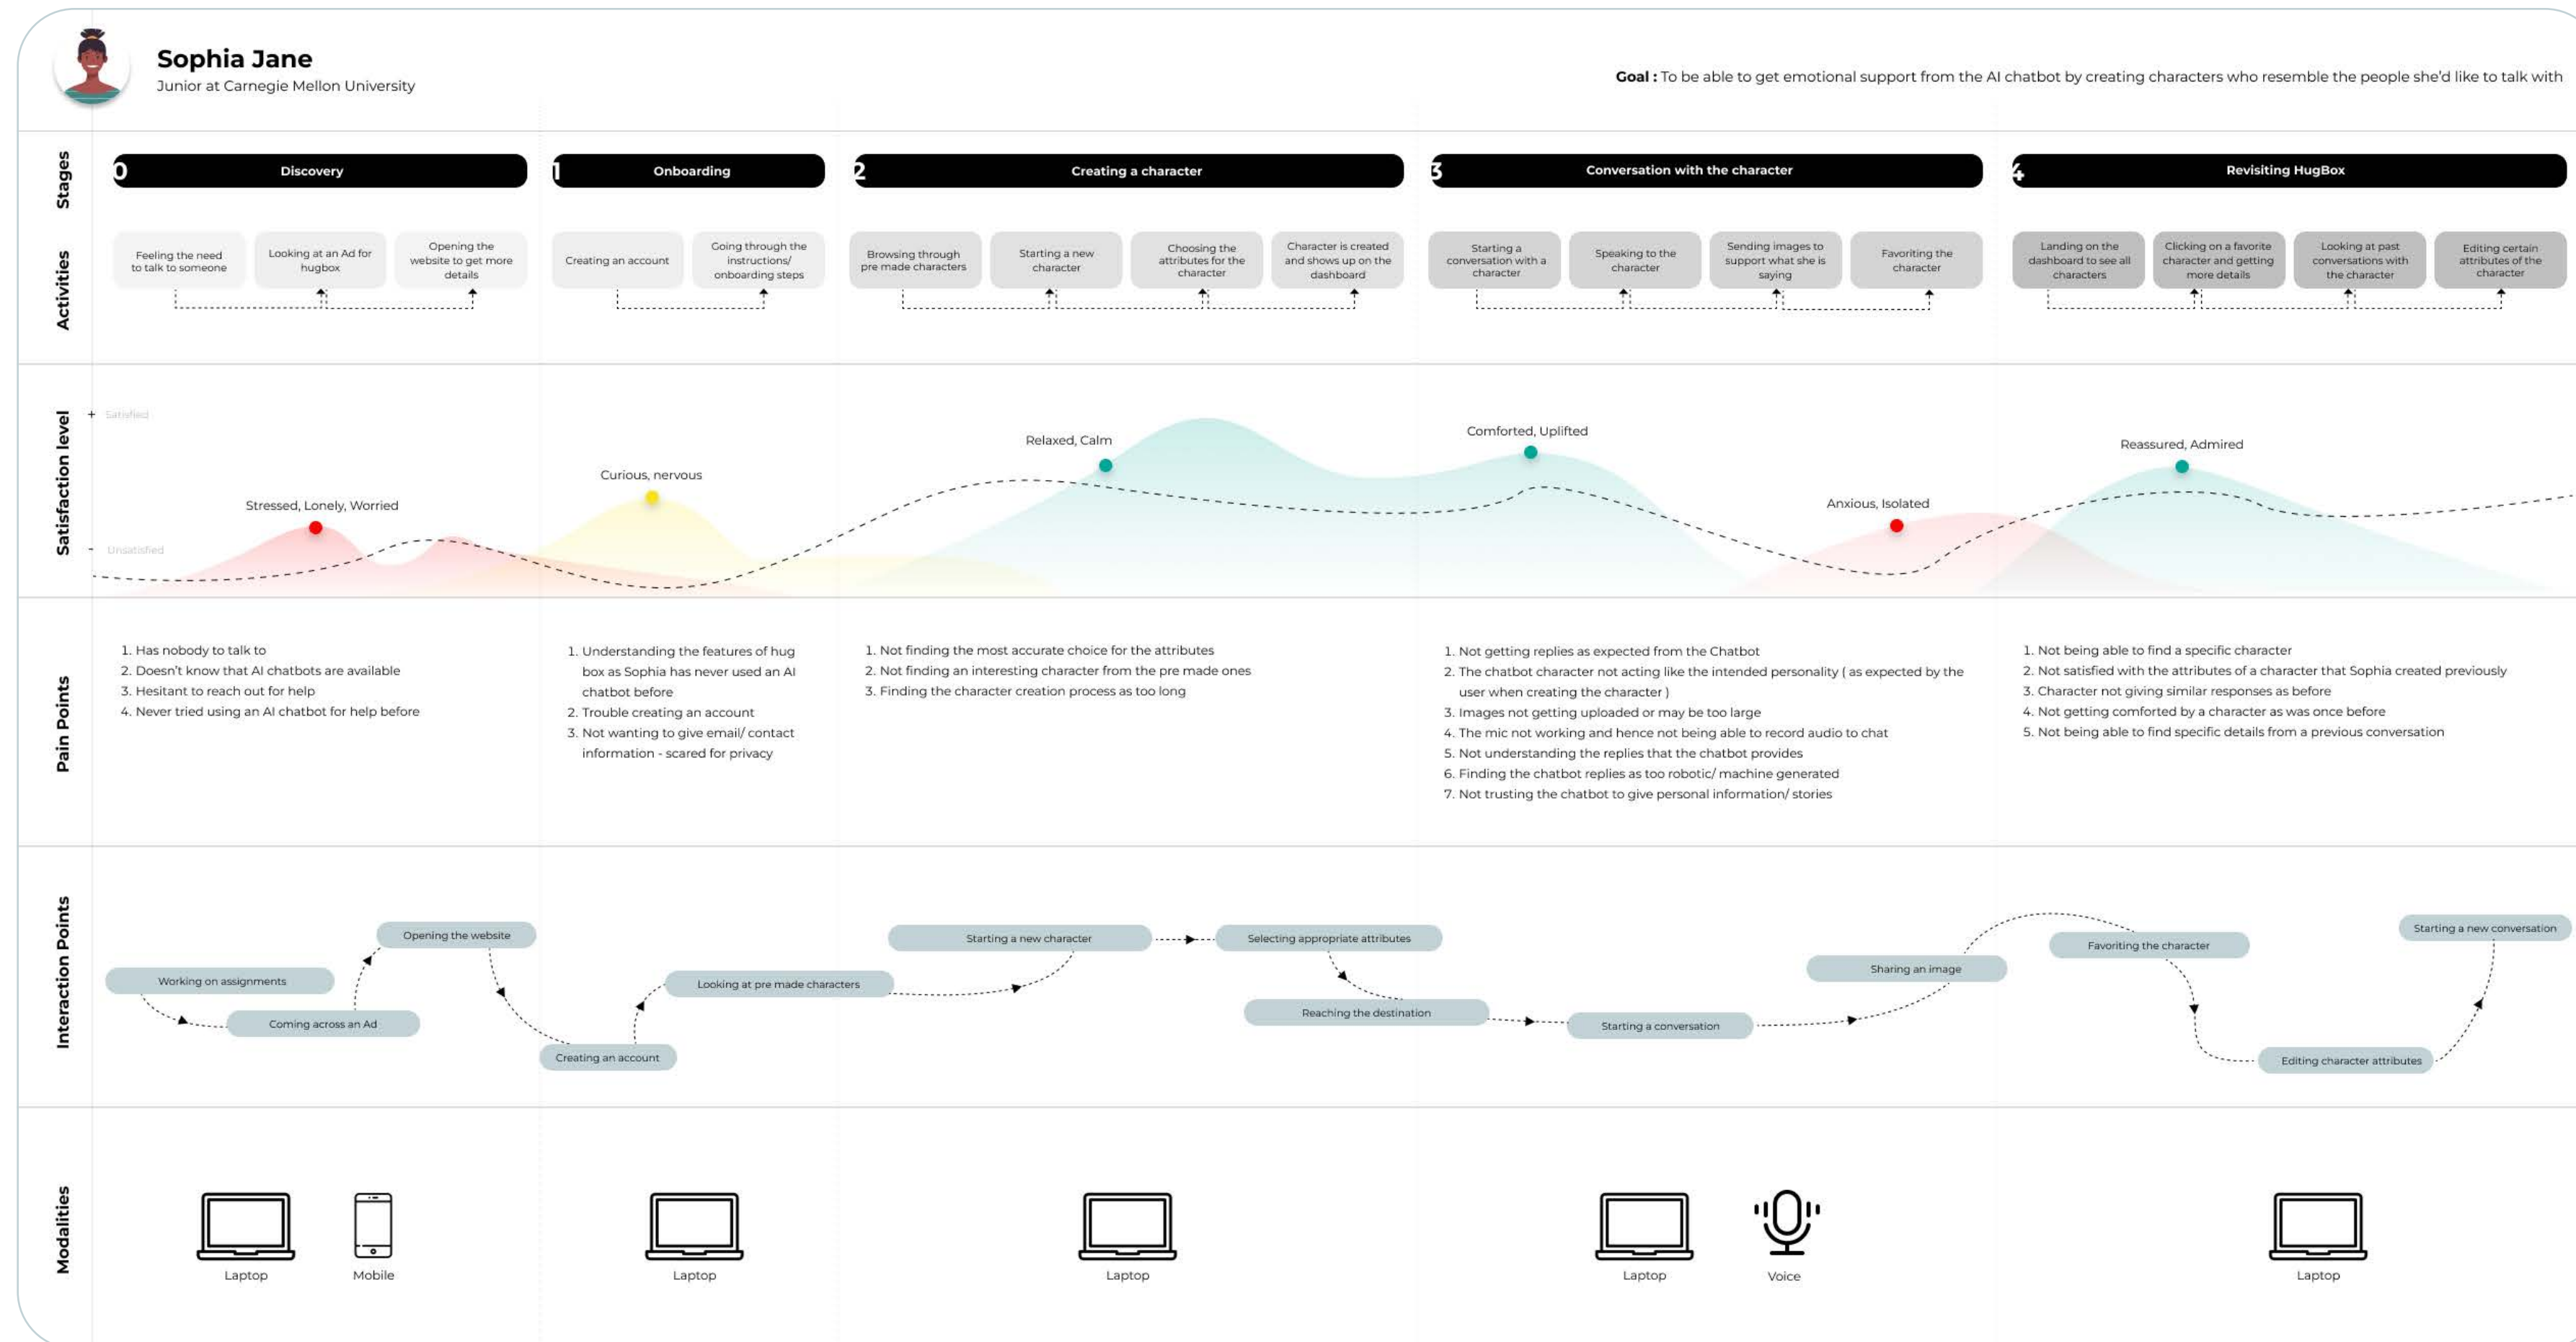 Sophia Jane
Junior at Carnegie Mellon University
Goal : To be able to get emotional support from the AI chatbot by creating characters who resemble the people she'd like to talk with
Stages
0
Discovery
1
Onboarding
2
Creating a character
3
Conversation with the character
4
Revisiting HugBox
Activities
Feeling the need
to talk to someone
Looking at an Ad for
hugbox
Opening the
website to get more
details
Creating an account
Going through the
instructions/
onboarding steps
Browsing through
pre made characters
Starting a new
character
Choosing the
attributes for the
character
Character is created
and shows up on the
dashboard
Starting a
conversation with a
character
Speaking to the
character
Sending images to
support what she is
saying
Favoriting the
character
Landing on the
dashboard to see all
characters
Clicking on a favorite
character and getting
more details
Looking at past
conversations with
the character
Editing certain
attributes of the
character
Satisfaction level
+ Satisfied
- Unsatisfied
Stressed, Lonely, Worried
Curious, nervous
Relaxed, Calm
Comforted, Uplifted
Anxious, Isolated
Reassured, Admired
Pain Points
1. Has nobody to talk to
2. Doesn't know that AI chatbots are available
3. Hesitant to reach out for help
4. Never tried using an AI chatbot for help before
1. Understanding the features of hug
box as Sophia has never used an AI
chatbot before
2. Trouble creating an account
3. Not wanting to give email/ contact
information - scared for privacy
1. Not finding the most accurate choice for the attributes
2. Not finding an interesting character from the pre made ones
3. Finding the character creation process as too long
1. Not getting replies as expected from the Chatbot
2. The chatbot character not acting like the intended personality ( as expected by the
user when creating the character )
3. Images not getting uploaded or may be too large
4. The mic not working and hence not being able to record audio to chat
5. Not understanding the replies that the chatbot provides
6. Finding the chatbot replies as too robotic/ machine generated
7. Not trusting the chatbot to give personal information/ stories
1. Not being able to find a specific character
2. Not satisfied with the attributes of a character that Sophia created previously
3. Character not giving similar responses as before
4. Not getting comforted by a character as was once before
5. Not being able to find specific details from a previous conversation
Interaction Points
Working on assignments
Coming across an Ad
Opening the website
Creating an account
Looking at pre made characters
Starting a new character
Selecting appropriate attributes
Reaching the destination
Starting a conversation
Sharing an image
Favoriting the character
Editing character attributes
Starting a new conversation
Modalities
Laptop
Mobile
Laptop
Laptop
Laptop
Voice
Laptop